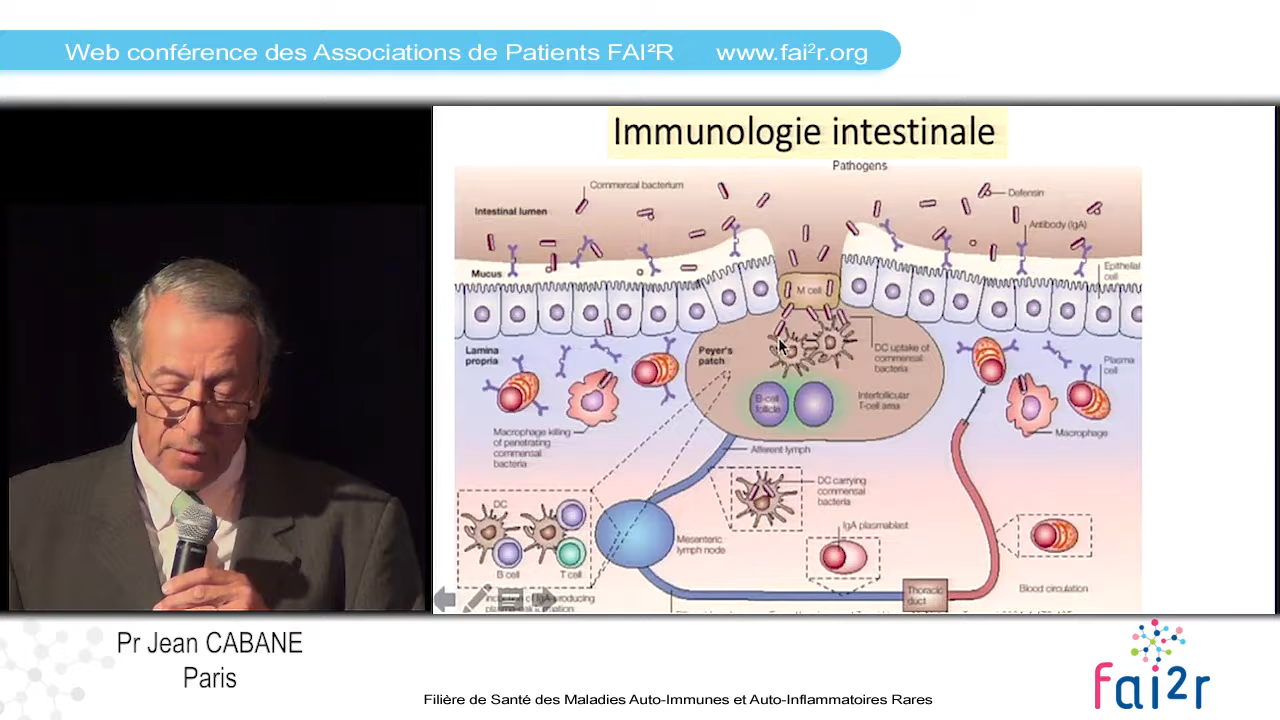 Web conférence des Associations de Patients FAI²R www.fai²r.org
Immunologie intestinale
Pathogens
Commensal bacterium
Defensin
Intestinal lumen
Antibody (IgA)
Mucus
Epithelial
cell
M cell
Lamina
propria
Peyer's
patch
DC uptake of
commensal
bacteria
Plasma
cell
B-cell
follicle
Interfollicular
T-cell area
Macrophage killing
of penetrating
commensal
bacteria
Macrophage
Afferent lymph
DC
DC carrying
commensal
bacteria
B cell
T cell
Mesenteric
lymph node
IgA plasmablast
Blood circulation
Thoracic
duct
of IgA-producing
Pr Jean CABANE
Paris
fai2r
Filière de Santé des Maladies Auto-Immunes et Auto-Inflammatoires Rares